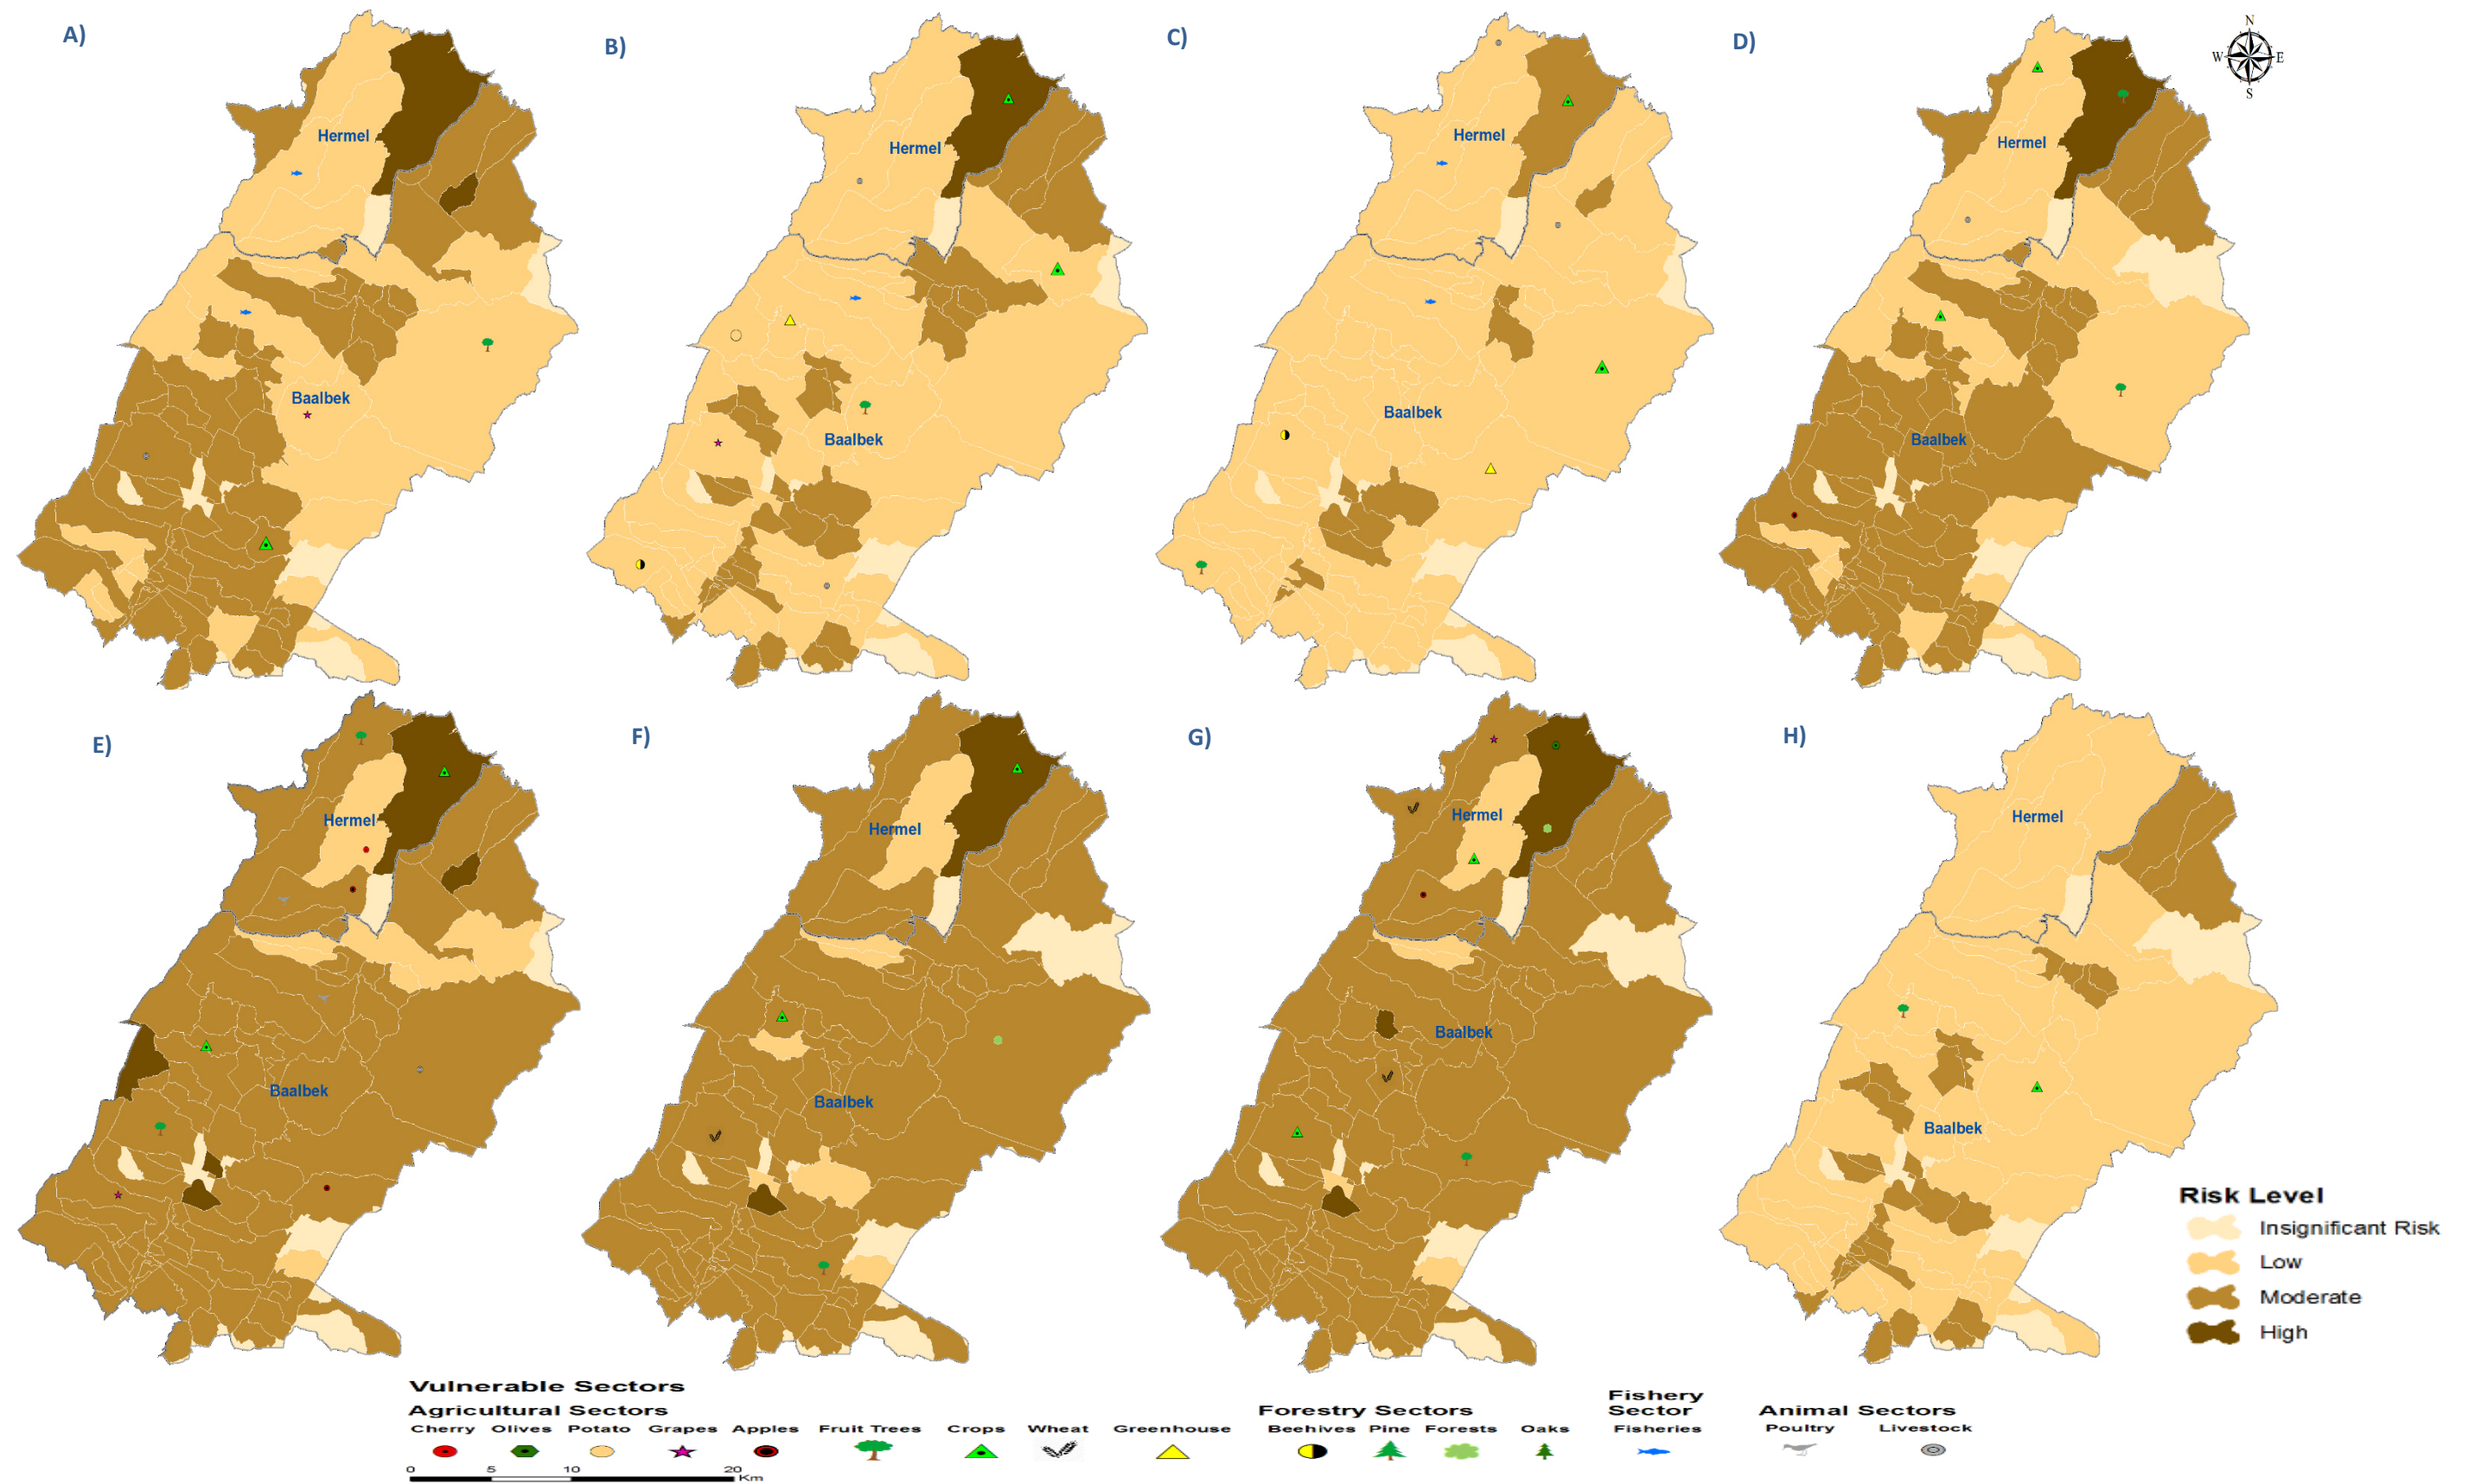 A)
B)
C)
D)
N
W
E
S
Hermel
Hermel
Hermel
Hermel
Baalbek
Baalbek
Baalbek
Baalbek
E)
F)
G)
H)
Hermel
Hermel
Hermel
Hermel
Baalbek
Baalbek
Baalbek
Baalbek
Risk Level
Insignificant Risk
Low
Moderate
High
Vulnerable Sectors
Agricultural Sectors
Cherry Olives Potato Grapes Apples Fruit Trees Crops Wheat Greenhouse
Forestry Sectors
Beehives Pine Forests Oaks
Fishery
Sector
Fisheries
Animal Sectors
Poultry Livestock
0 5 10 20
Km